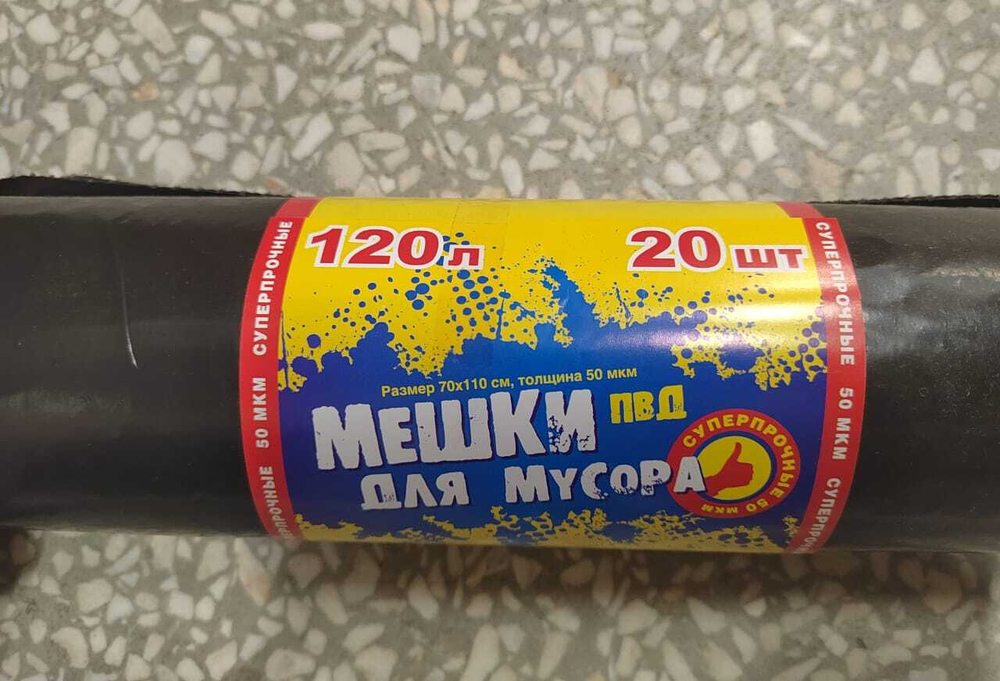 120 л
20 шт
Размер 70х110 см, толщина 50 мкм
МЕШКИ ПВД
ДЛЯ МУСОРА
СУПЕРПРОЧНЫЕ 50 МКМ
СУПЕРПРОЧНЫЕ 50 МКМ
СУПЕРПРОЧНЫЕ 50 МКМ